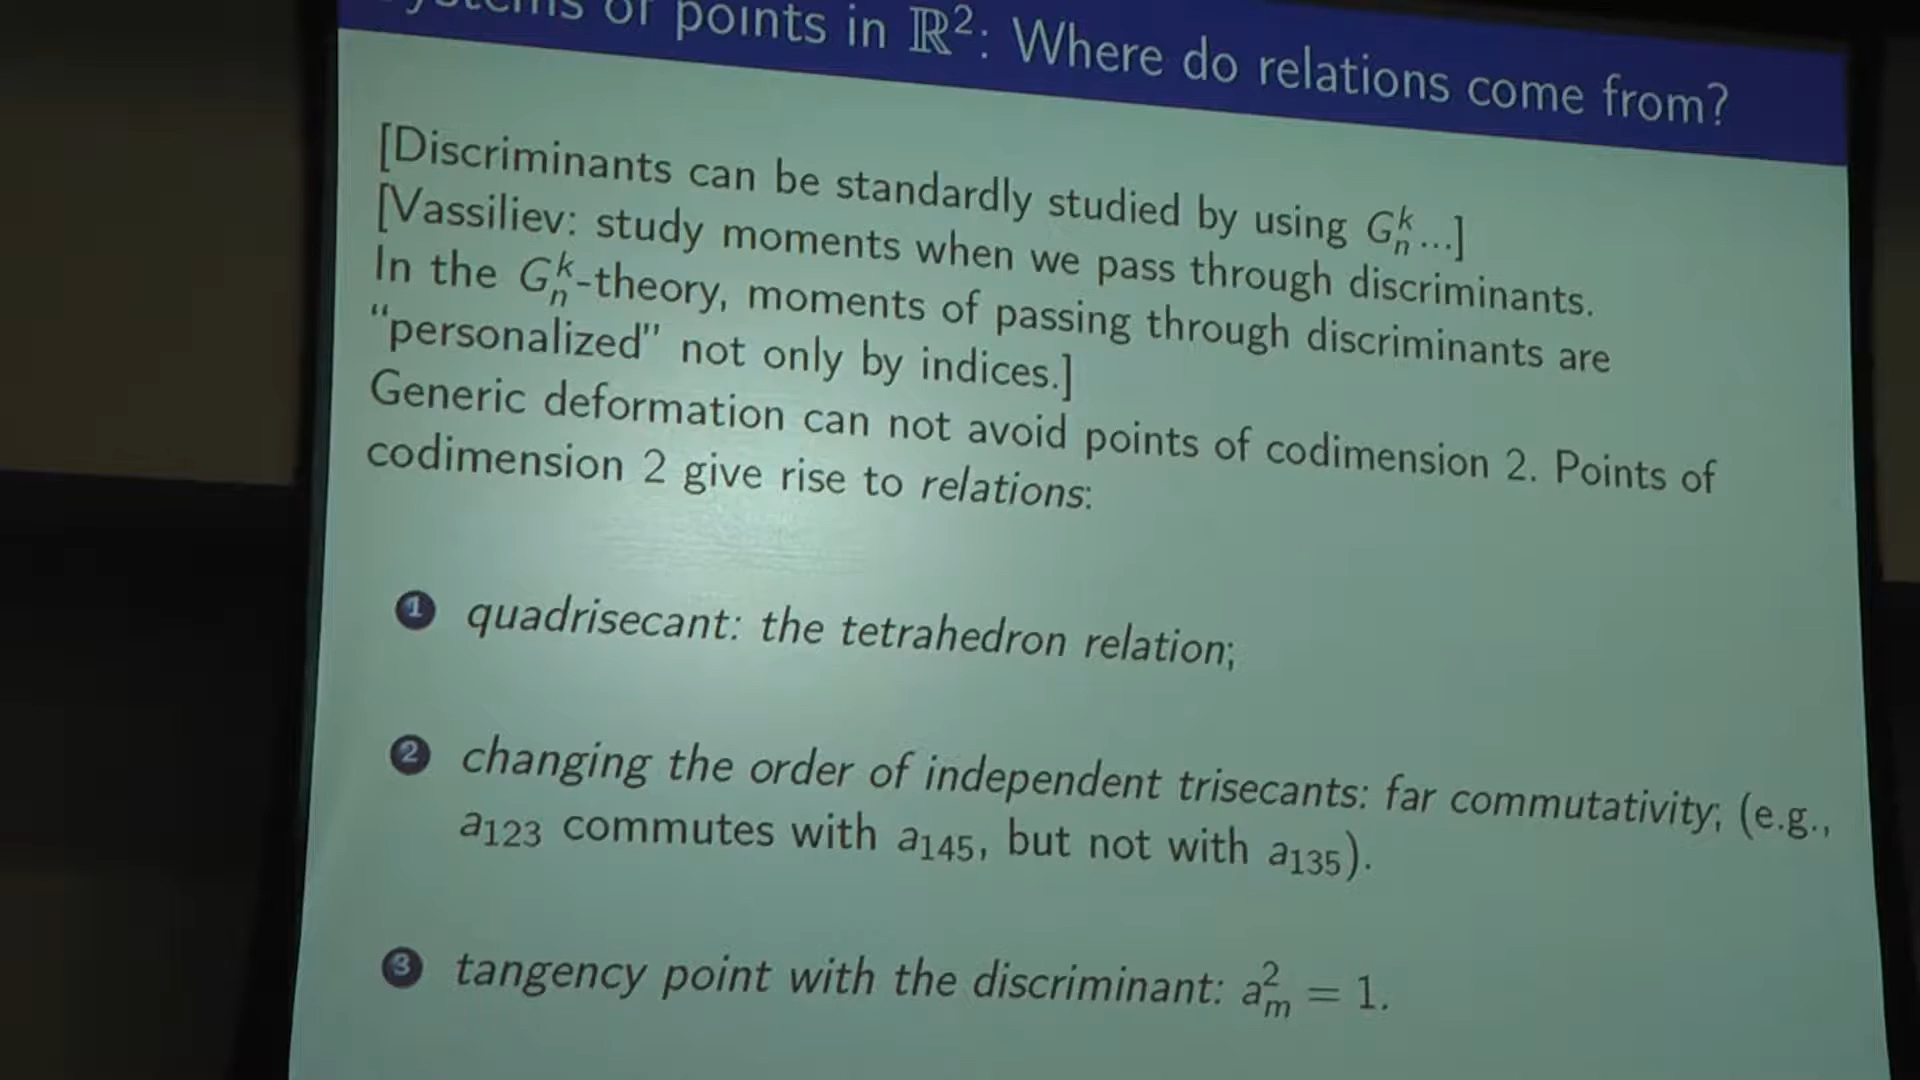 of points in ℝ²: Where do relations come from?
[Discriminants can be standardly studied by using Gₙᵏ...]
[Vassiliev: study moments when we pass through discriminants.
In the Gₙᵏ-theory, moments of passing through discriminants are
"personalized" not only by indices.]
Generic deformation can not avoid points of codimension 2. Points of
codimension 2 give rise to relations:
1 quadrisecant: the tetrahedron relation;
2 changing the order of independent trisecants: far commutativity; (e.g.,
a₁₂₃ commutes with a₁₄₅, but not with a₁₃₅).
3 tangency point with the discriminant: aₘ² = 1.